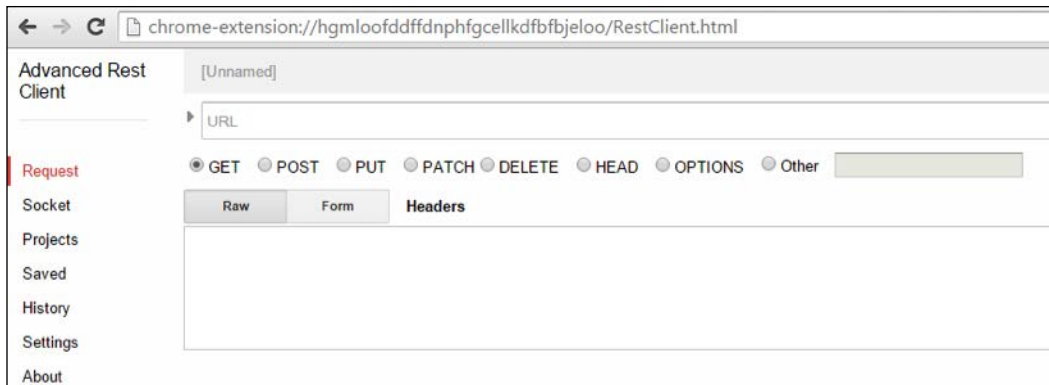 chrome-extension://hgmloofddffdnphfgcellkdfbfbjeloo/RestClient.html
Advanced Rest
Client
[Unnamed]
URL
Request
GET POST PUT PATCH DELETE HEAD OPTIONS Other
Socket
Raw Form Headers
Projects
Saved
History
Settings
About